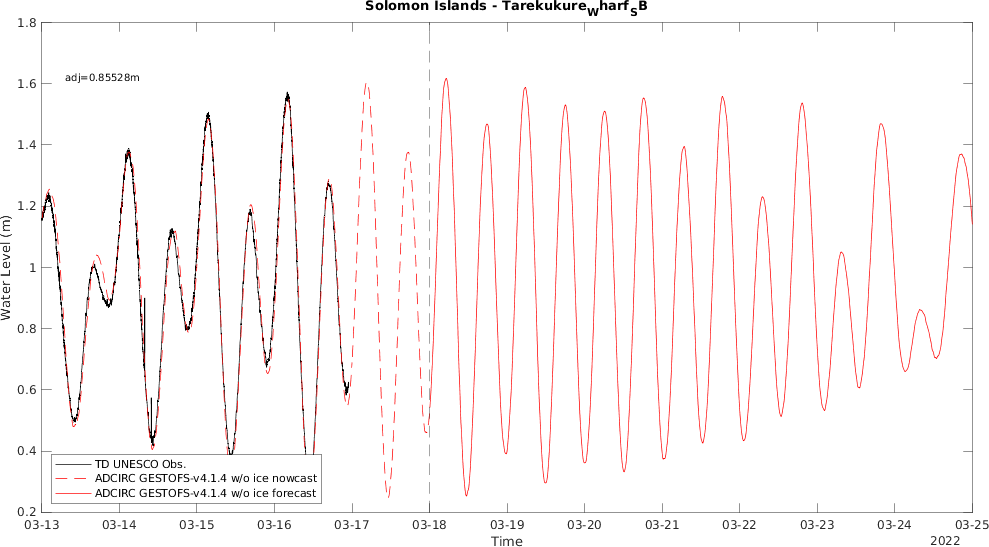 Solomon Islands - Tarekukure_Wharf_SB
adj=0.85528m
Water Level (m)
1.8
1.6
1.4
1.2
1
0.8
0.6
0.4
0.2
TD UNESCO Obs.
ADCIRC GESTOFS-v4.1.4 w/o ice nowcast
ADCIRC GESTOFS-v4.1.4 w/o ice forecast
03-13 03-14 03-15 03-16 03-17 03-18 03-19 03-20 03-21 03-22 03-23 03-24 03-25
Time
2022